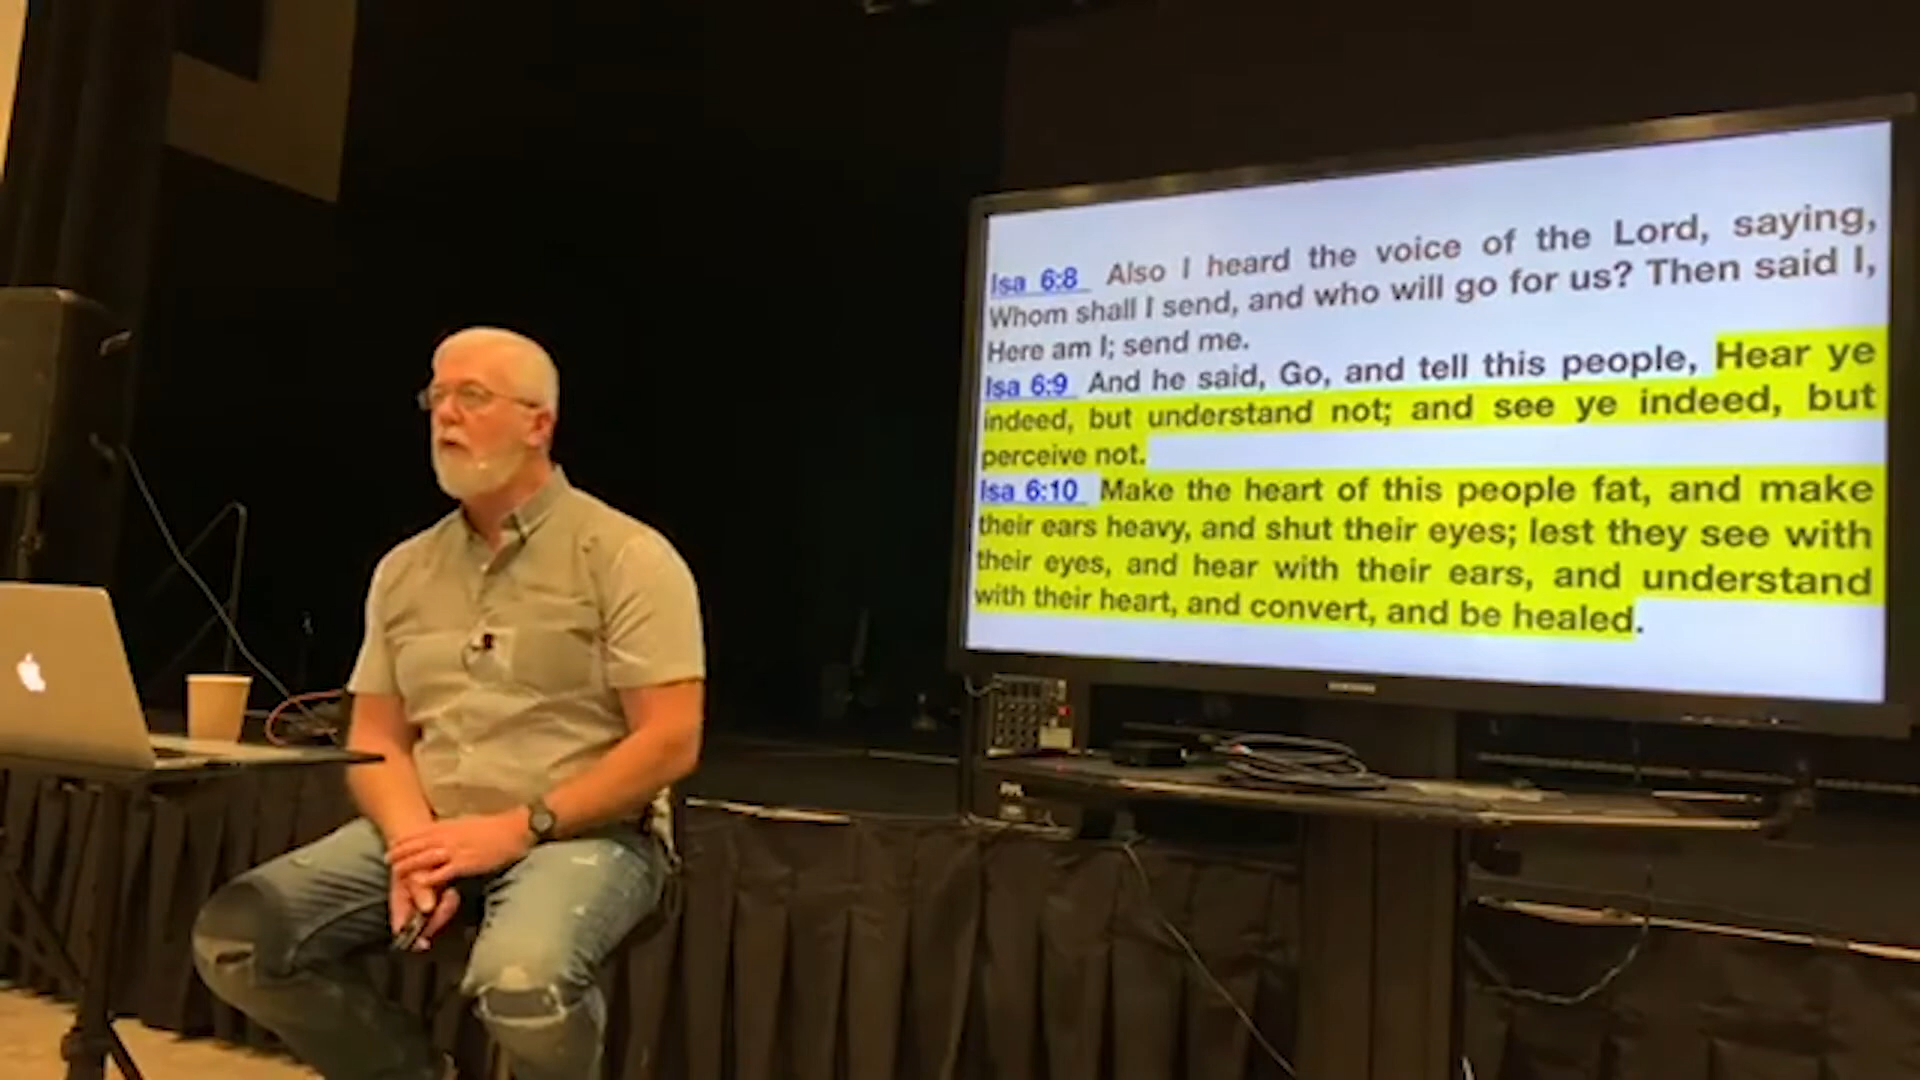 Isa 6:8 Also I heard the voice of the Lord, saying,
Whom shall I send, and who will go for us? Then said I,
Here am I; send me.
Isa 6:9 And he said, Go, and tell this people, Hear ye
indeed, but understand not; and see ye indeed, but
perceive not.
Isa 6:10 Make the heart of this people fat, and make
their ears heavy, and shut their eyes; lest they see with
their eyes, and hear with their ears, and understand
with their heart, and convert, and be healed.
SAMSUNG